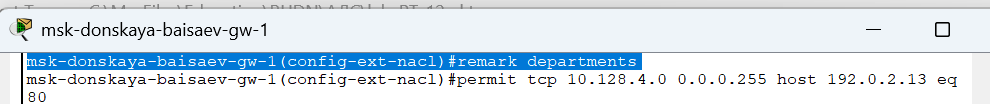 msk-donskaya-baisaev-gw-1
msk-donskaya-baisaev-gw-1(config-ext-nacl)#remark departments
msk-donskaya-baisaev-gw-1(config-ext-nacl)#permit tcp 10.128.4.0 0.0.0.255 host 192.0.2.13 eq
80